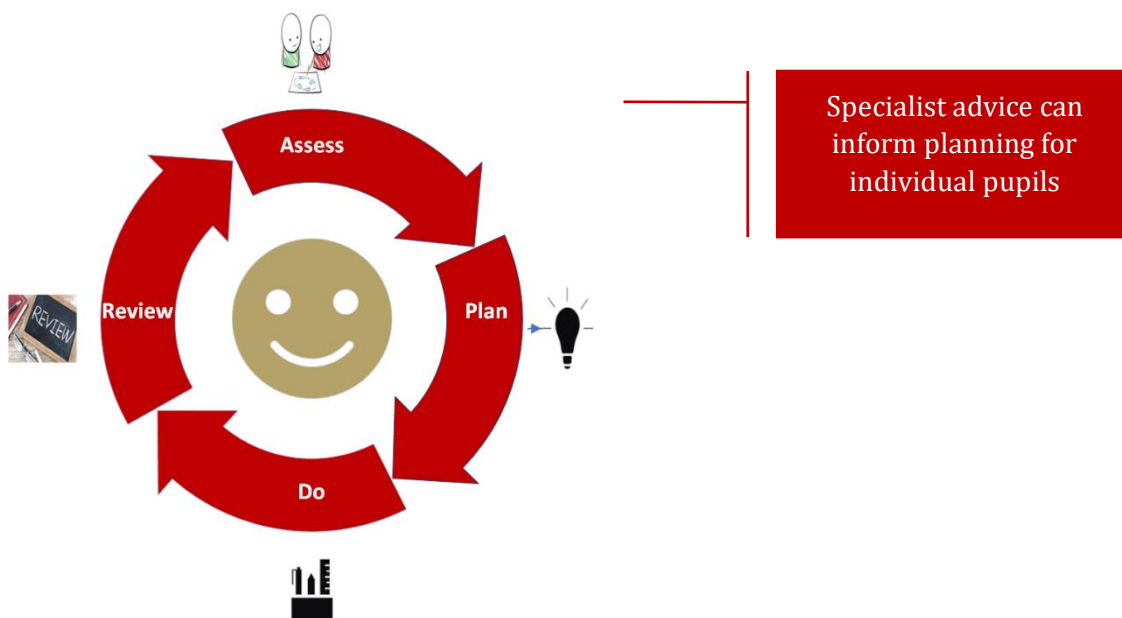 Assess
Specialist advice can
inform planning for
individual pupils
Review
REVIEW
Plan
Do